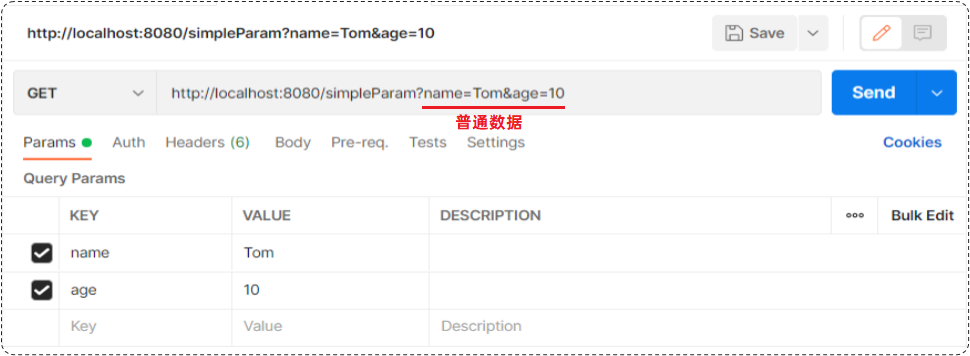 http://localhost:8080/simpleParam?name=Tom&age=10 Save
GET http://localhost:8080/simpleParam?name=Tom&age=10 Send
普通数据
Params Auth Headers (6) Body Pre-req. Tests Settings Cookies
Query Params
KEY VALUE DESCRIPTION Bulk Edit
name Tom
age 10
Key Value Description